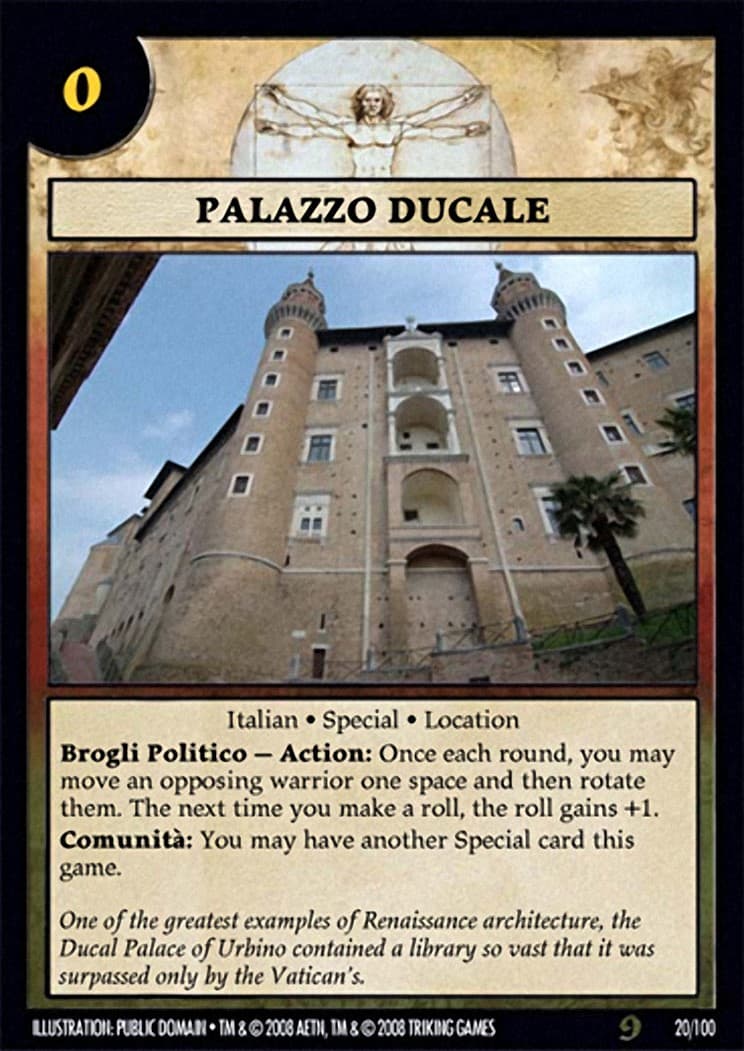 0
PALAZZO DUCALE
Italian • Special • Location
Brogli Politico – Action: Once each round, you may
move an opposing warrior one space and then rotate
them. The next time you make a roll, the roll gains +1.
Comunità: You may have another Special card this
game.
One of the greatest examples of Renaissance architecture, the
Ducal Palace of Urbino contained a library so vast that it was
surpassed only by the Vatican's.
ILLUSTRATION: PUBLIC DOMAIN • TM & © 2008 AETN, TM & © 2008 TRIKING GAMES
9 20/100